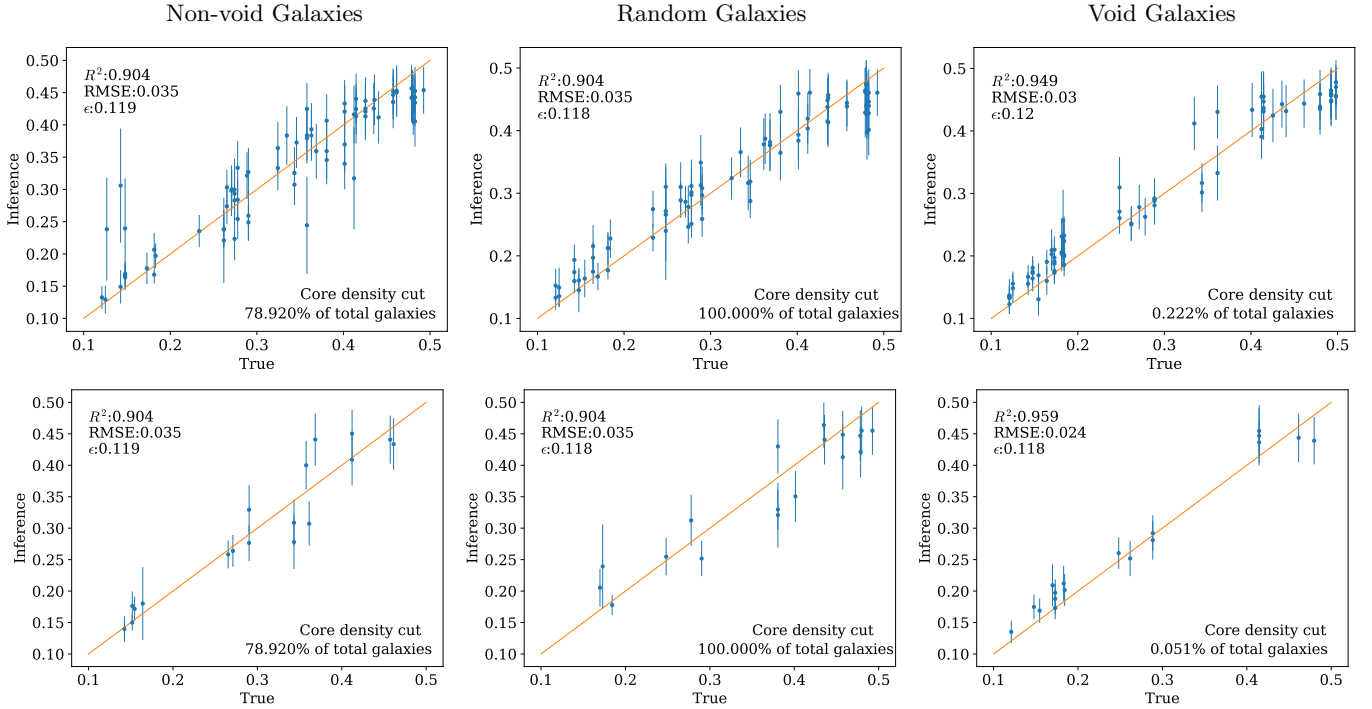 Non-void Galaxies
Random Galaxies
Void Galaxies
0.50
0.45
0.40
0.35
0.30
0.25
0.20
0.15
0.10
Inference
R²:0.904
RMSE:0.035
ϵ:0.119
Core density cut
78.920% of total galaxies
0.1
0.2
0.3
0.4
0.5
True
0.5
0.4
0.3
0.2
0.1
Inference
R²:0.904
RMSE:0.035
ϵ:0.118
Core density cut
100.000% of total galaxies
0.1
0.2
0.3
0.4
0.5
True
0.5
0.4
0.3
0.2
0.1
Inference
R²:0.949
RMSE:0.03
ϵ:0.12
Core density cut
0.222% of total galaxies
0.1
0.2
0.3
0.4
0.5
True
0.50
0.45
0.40
0.35
0.30
0.25
0.20
0.15
0.10
Inference
R²:0.904
RMSE:0.035
ϵ:0.119
Core density cut
78.920% of total galaxies
0.1
0.2
0.3
0.4
0.5
True
0.50
0.45
0.40
0.35
0.30
0.25
0.20
0.15
0.10
Inference
R²:0.904
RMSE:0.035
ϵ:0.118
Core density cut
100.000% of total galaxies
0.1
0.2
0.3
0.4
0.5
True
0.50
0.45
0.40
0.35
0.30
0.25
0.20
0.15
0.10
Inference
R²:0.959
RMSE:0.024
ϵ:0.118
Core density cut
0.051% of total galaxies
0.1
0.2
0.3
0.4
0.5
True